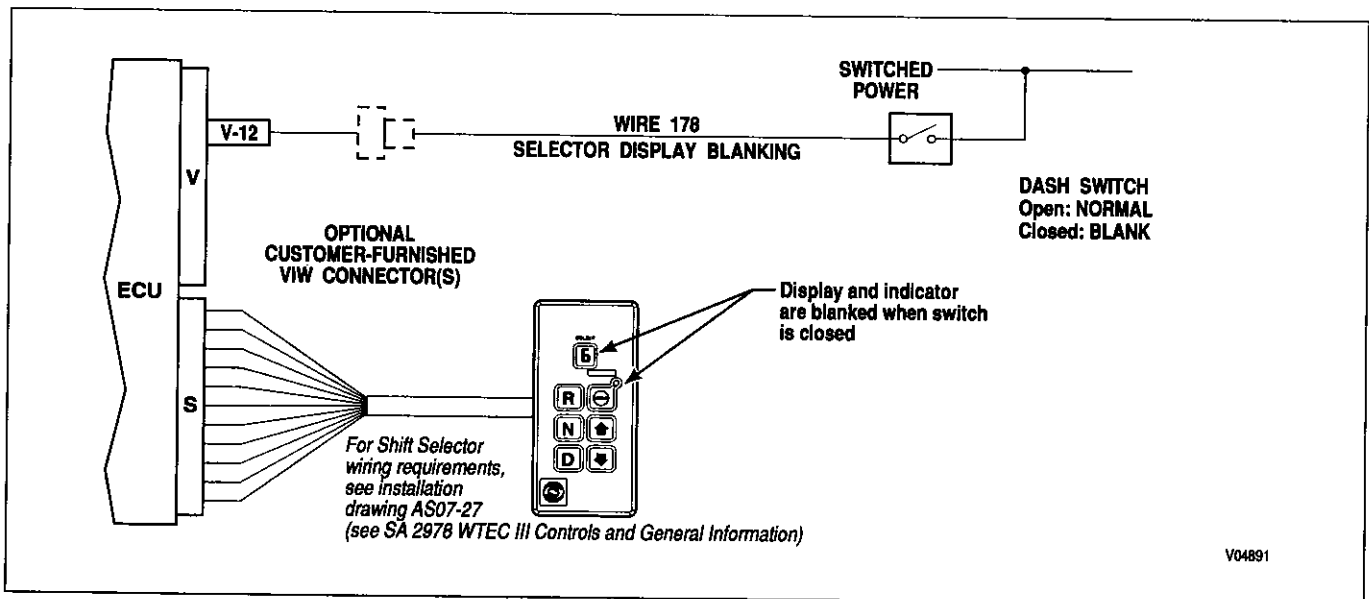 SWITCHED
POWER
V-12
WIRE 178
SELECTOR DISPLAY BLANKING
V
DASH SWITCH
Open: NORMAL
Closed: BLANK
OPTIONAL
CUSTOMER-FURNISHED
VIW CONNECTOR(S)
ECU
Display and indicator
are blanked when switch
is closed
6
S
R
N
D
For Shift Selector
wiring requirements,
see installation
drawing AS07-27
(see SA 2978 WTEC III Controls and General Information)
V04891